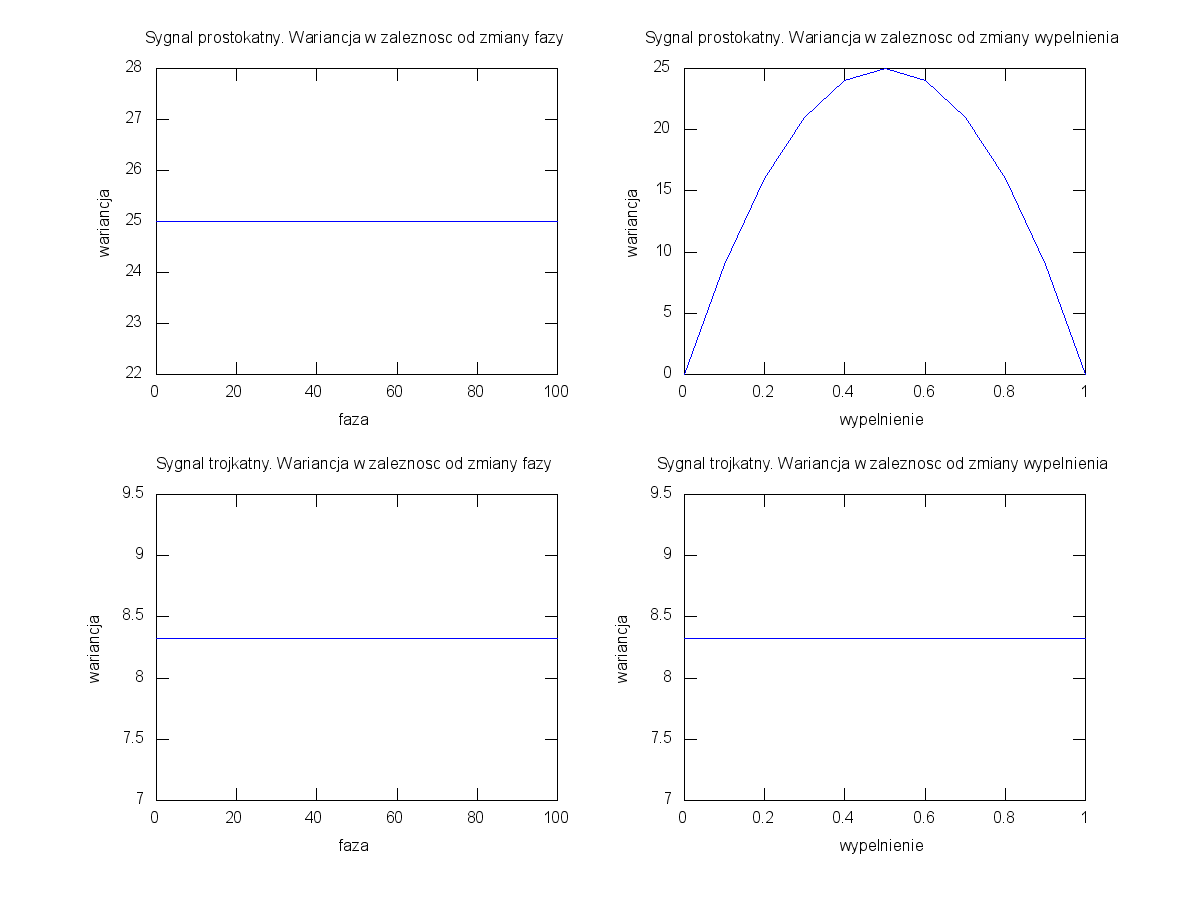 Sygnal prostokatny. Wariancja w zaleznosc od zmiany fazy
28
27
26
25
24
23
22
wariancja
0 20 40 60 80 100
faza
Sygnal prostokatny. Wariancja w zaleznosc od zmiany wypelnienia
25
20
15
10
5
0
wariancja
0 0.2 0.4 0.6 0.8 1
wypelnienie
Sygnal trojkatny. Wariancja w zaleznosc od zmiany fazy
9.5
9
8.5
8
7.5
7
wariancja
0 20 40 60 80 100
faza
Sygnal trojkatny. Wariancja w zaleznosc od zmiany wypelnienia
9.5
9
8.5
8
7.5
7
wariancja
0 0.2 0.4 0.6 0.8 1
wypelnienie